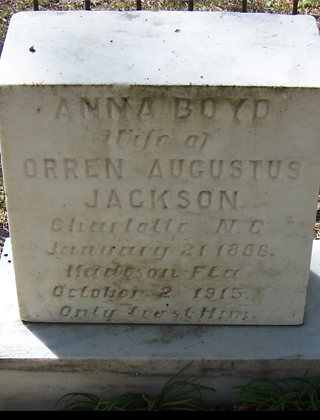 ANNA BOYD
Wife of
ORREN AUGUSTUS
JACKSON
Charlotte N.C.
January 21 1866.
Madison Fla
October 2 1915.
Only Trust Him.